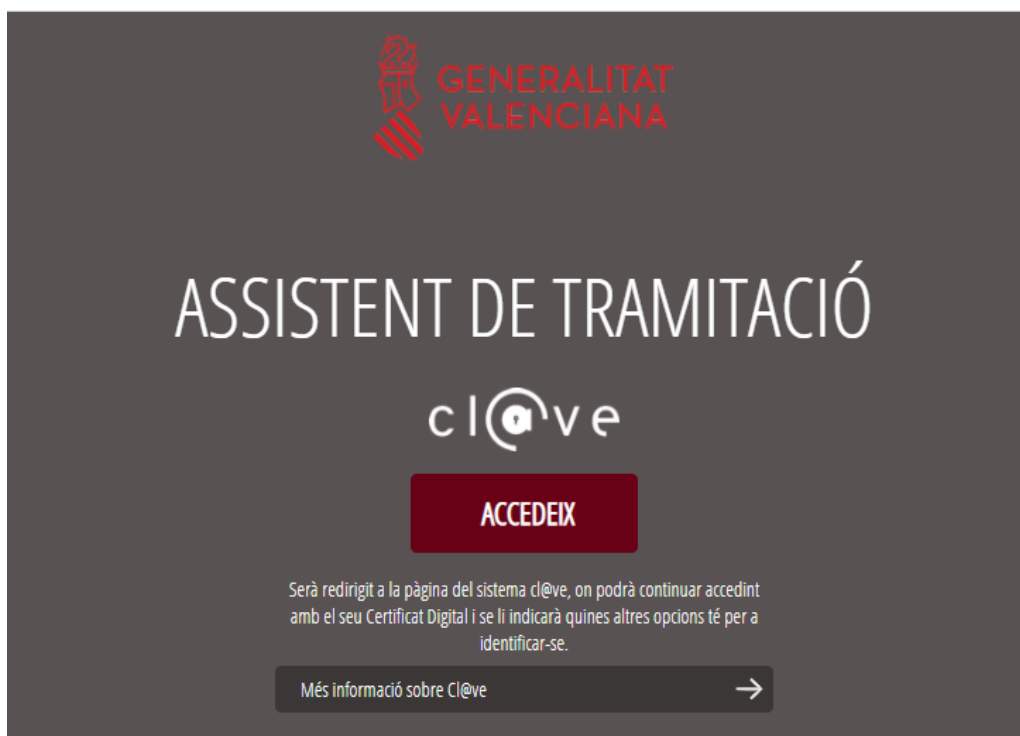 GENERALITAT
VALENCIANA
ASSISTENT DE TRAMITACIÓ
cl@ve
ACCEDEIX
Serà redirigit a la pàgina del sistema cl@ve, on podrà continuar accedint
amb el seu Certificat Digital i se li indicarà quines altres opcions té per a
identificar-se.
Més informació sobre Cl@ve